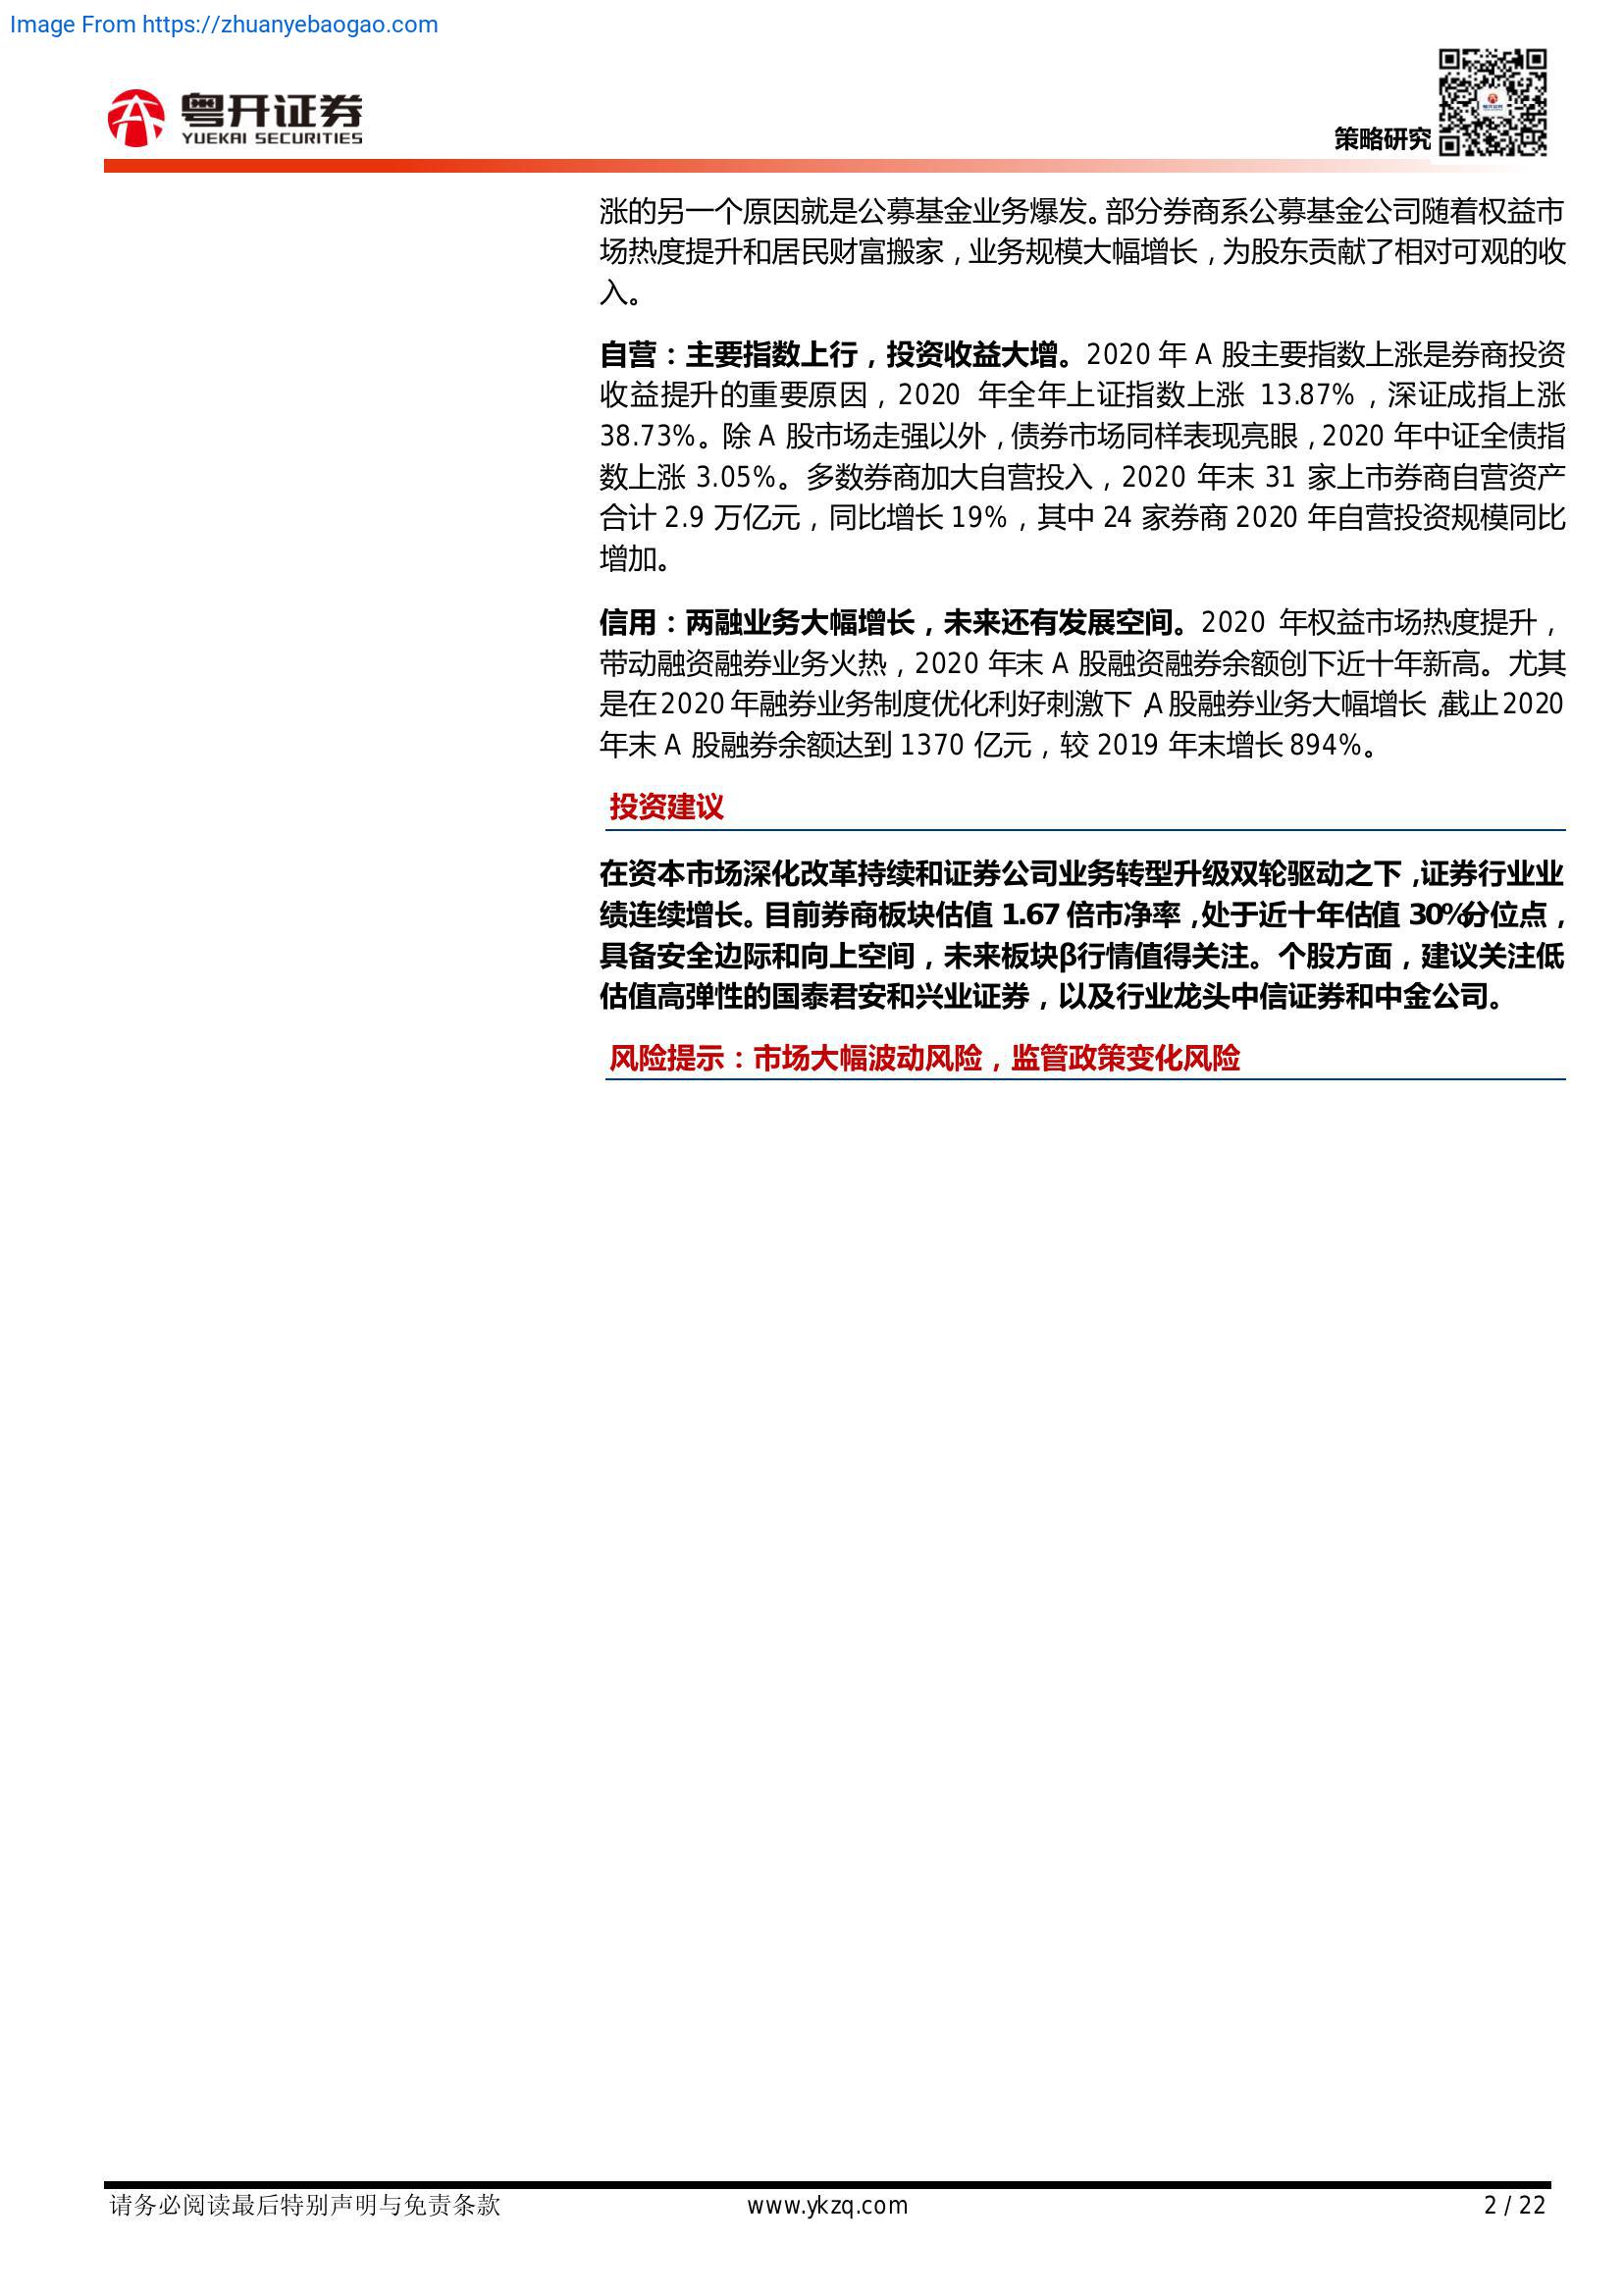 Image From https://zhuanyebaogao.com
粤开证券
YUEKAI SECURITIES
策略研究
涨的另一个原因就是公募基金业务爆发。部分券商系公募基金公司随着权益市
场热度提升和居民财富搬家，业务规模大幅增长，为股东贡献了相对可观的收
入。
自营：主要指数上行，投资收益大增。2020 年 A 股主要指数上涨是券商投资
收益提升的重要原因，2020 年全年上证指数上涨 13.87%，深证成指上涨
38.73%。除 A 股市场走强以外，债券市场同样表现亮眼，2020 年中证全债指
数上涨 3.05%。多数券商加大自营投入，2020 年末 31 家上市券商自营资产
合计 2.9 万亿元，同比增长 19%，其中 24 家券商 2020 年自营投资规模同比
增加。
信用：两融业务大幅增长，未来还有发展空间。2020 年权益市场热度提升，
带动融资融券业务火热，2020 年末 A 股融资融券余额创下近十年新高。尤其
是在 2020 年融券业务制度优化利好刺激下，A 股融券业务大幅增长，截止 2020
年末 A 股融券余额达到 1370 亿元，较 2019 年末增长 894%。
投资建议
在资本市场深化改革持续和证券公司业务转型升级双轮驱动之下，证券行业业
绩连续增长。目前券商板块估值 1.67 倍市净率，处于近十年估值 30%分位点，
具备安全边际和向上空间，未来板块β行情值得关注。个股方面，建议关注低
估值高弹性的国泰君安和兴业证券，以及行业龙头中信证券和中金公司。
风险提示：市场大幅波动风险，监管政策变化风险
请务必阅读最后特别声明与免责条款
www.ykzq.com
2 / 22